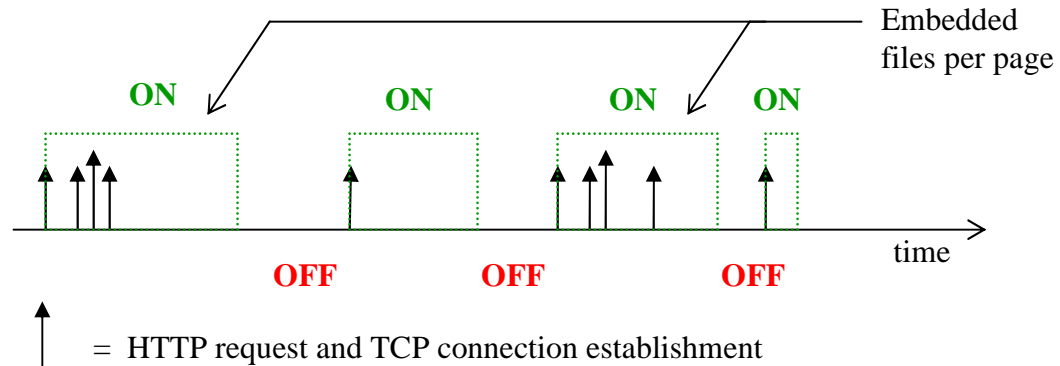 Embedded
files per page
ON ON ON ON
time
OFF OFF OFF
= HTTP request and TCP connection establishment